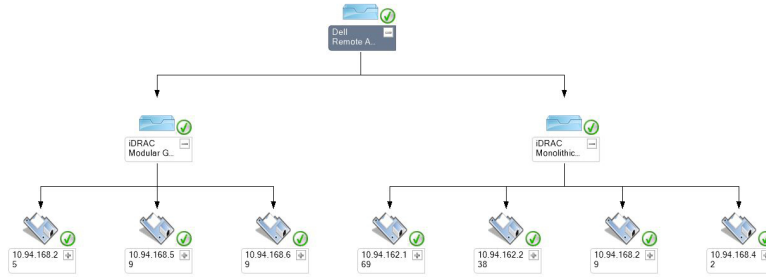 Dell
Remote A..
iDRAC
Modular G..
iDRAC
Monolithic..
10.94.168.2
5
10.94.168.5
9
10.94.168.6
9
10.94.162.1
69
10.94.162.2
38
10.94.168.2
9
10.94.168.4
2